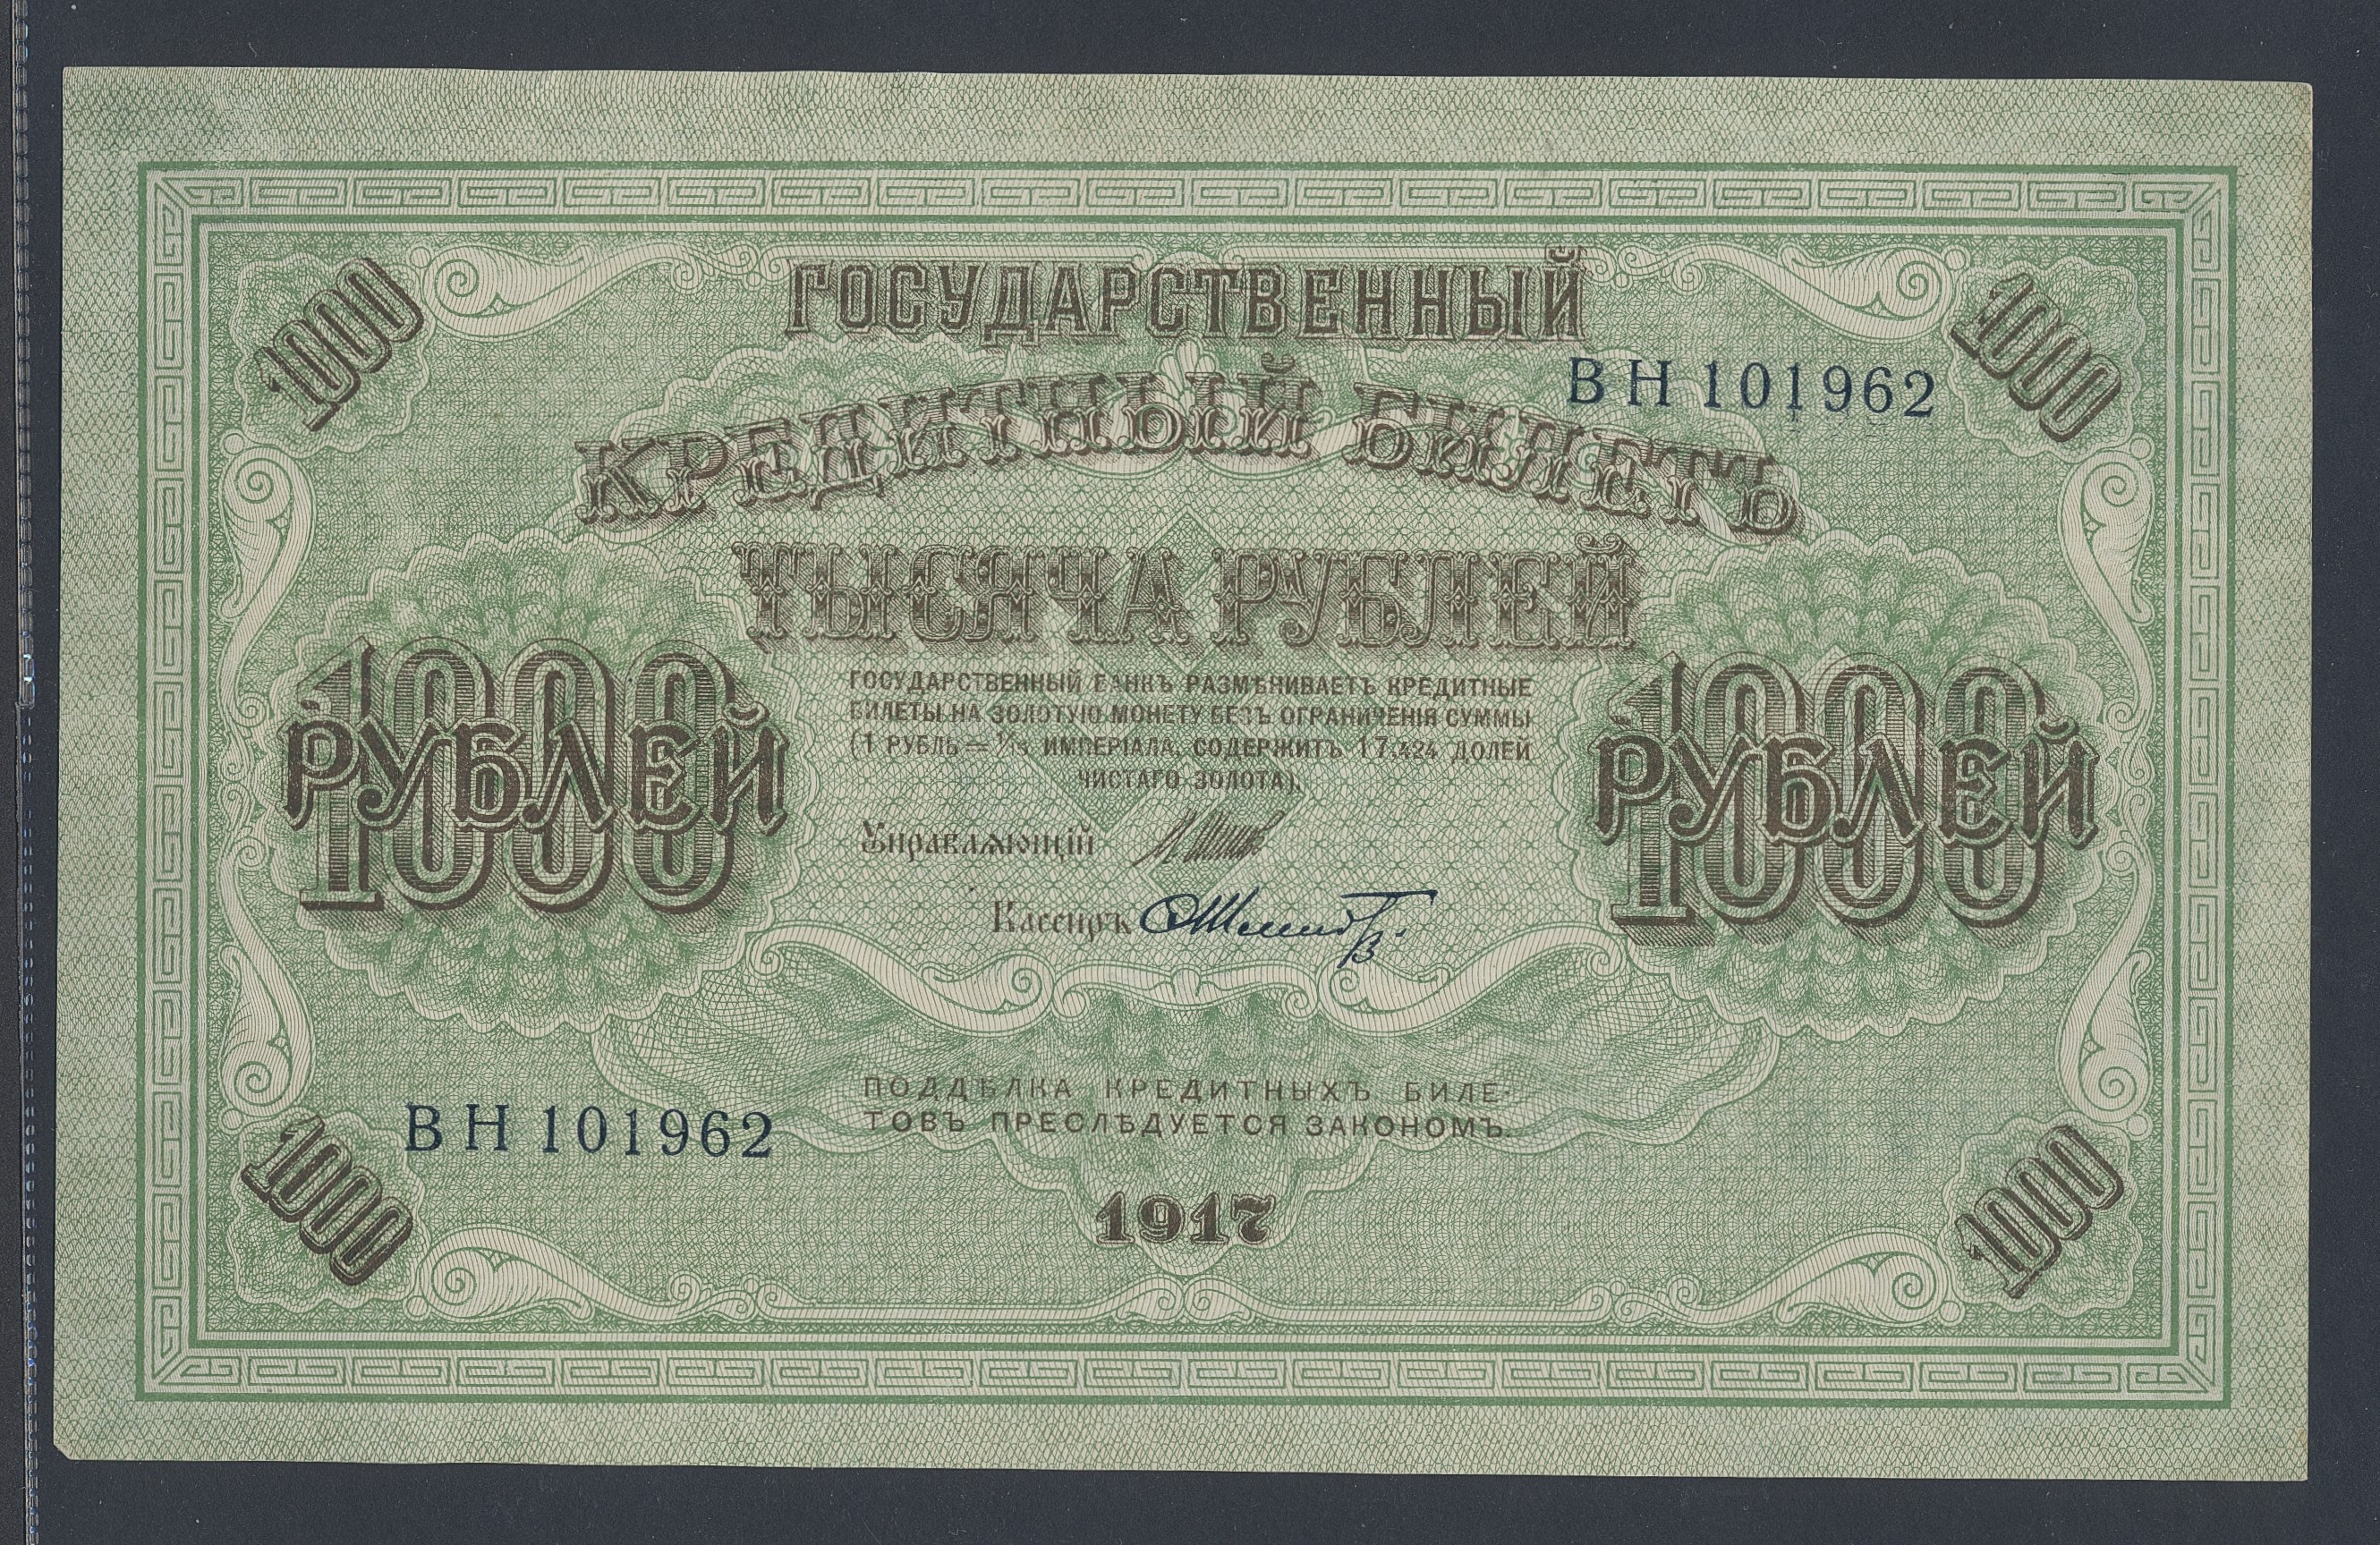 1000
ГОСУДАРСТВЕННЫЙ
1000
ВН 101962
КРЕДИТНЫЙ БИЛЕТЪ
ТЫСЯЧА РУБЛЕЙ
1000
РУБЛЕЙ
ГОСУДАРСТВЕННЫЙ БАНКЪ РАЗМѢНИВАЕТЪ КРЕДИТНЫЕ
БИЛЕТЫ НА ЗОЛОТУЮ МОНЕТУ БЕЗЪ ОГРАНИЧЕНІЯ СУММЫ
(1 РУБЛЬ = 1/15 ИМПЕРІАЛА, СОДЕРЖИТЪ 17,424 ДОЛЕЙ
ЧИСТАГО ЗОЛОТА).
1000
РУБЛЕЙ
Управляющій
Кассиръ
ПОДДѢЛКА КРЕДИТНЫХЪ БИЛЕ-
ТОВЪ ПРЕСЛѢДУЕТСЯ ЗАКОНОМЪ.
ВН 101962
1000
1917
1000